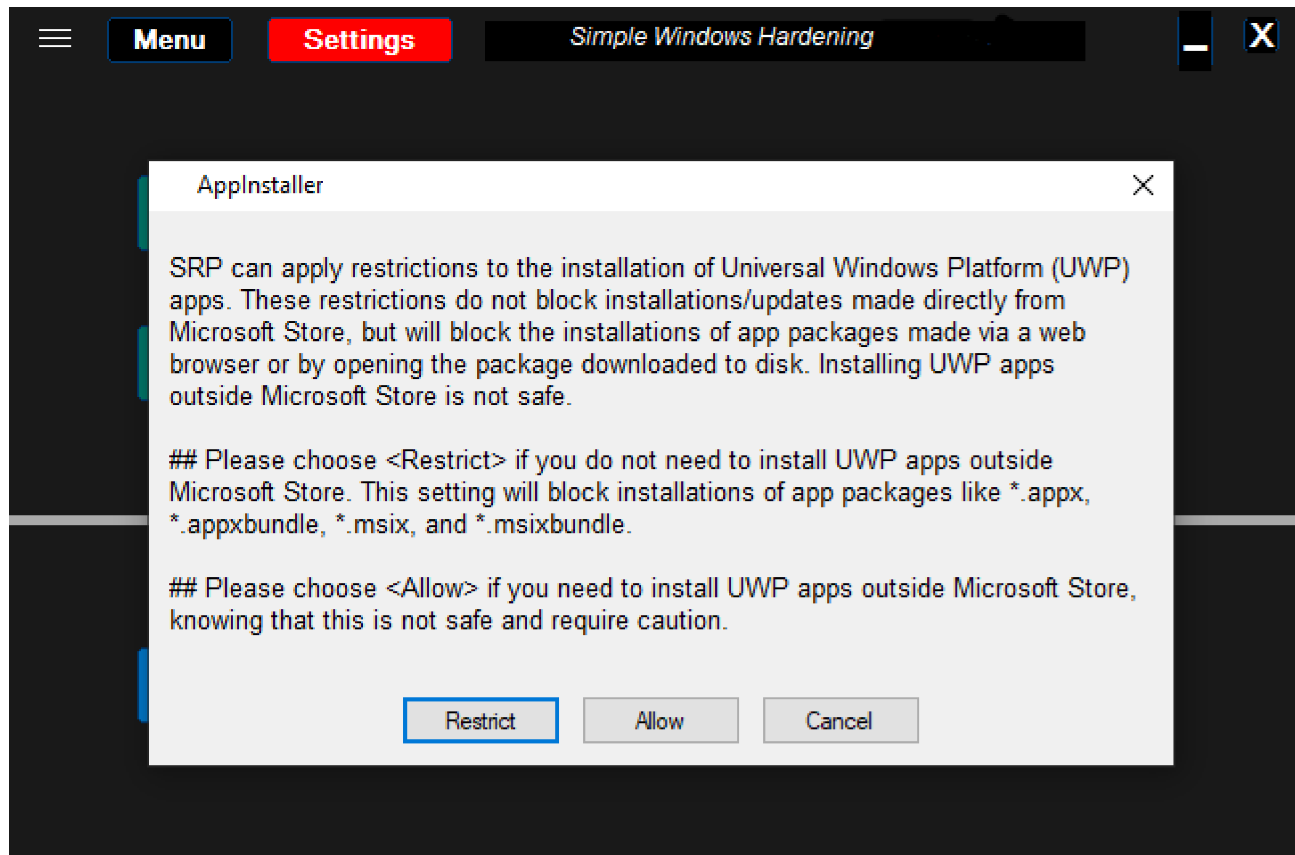 Menu
Settings
Simple Windows Hardening
_
X
AppInstaller
SRP can apply restrictions to the installation of Universal Windows Platform (UWP)
apps. These restrictions do not block installations/updates made directly from
Microsoft Store, but will block the installations of app packages made via a web
browser or by opening the package downloaded to disk. Installing UWP apps
outside Microsoft Store is not safe.
## Please choose <Restrict> if you do not need to install UWP apps outside
Microsoft Store. This setting will block installations of app packages like *.appx,
*.appxbundle, *.msix, and *.msixbundle.
## Please choose <Allow> if you need to install UWP apps outside Microsoft Store,
knowing that this is not safe and require caution.
Restrict
Allow
Cancel